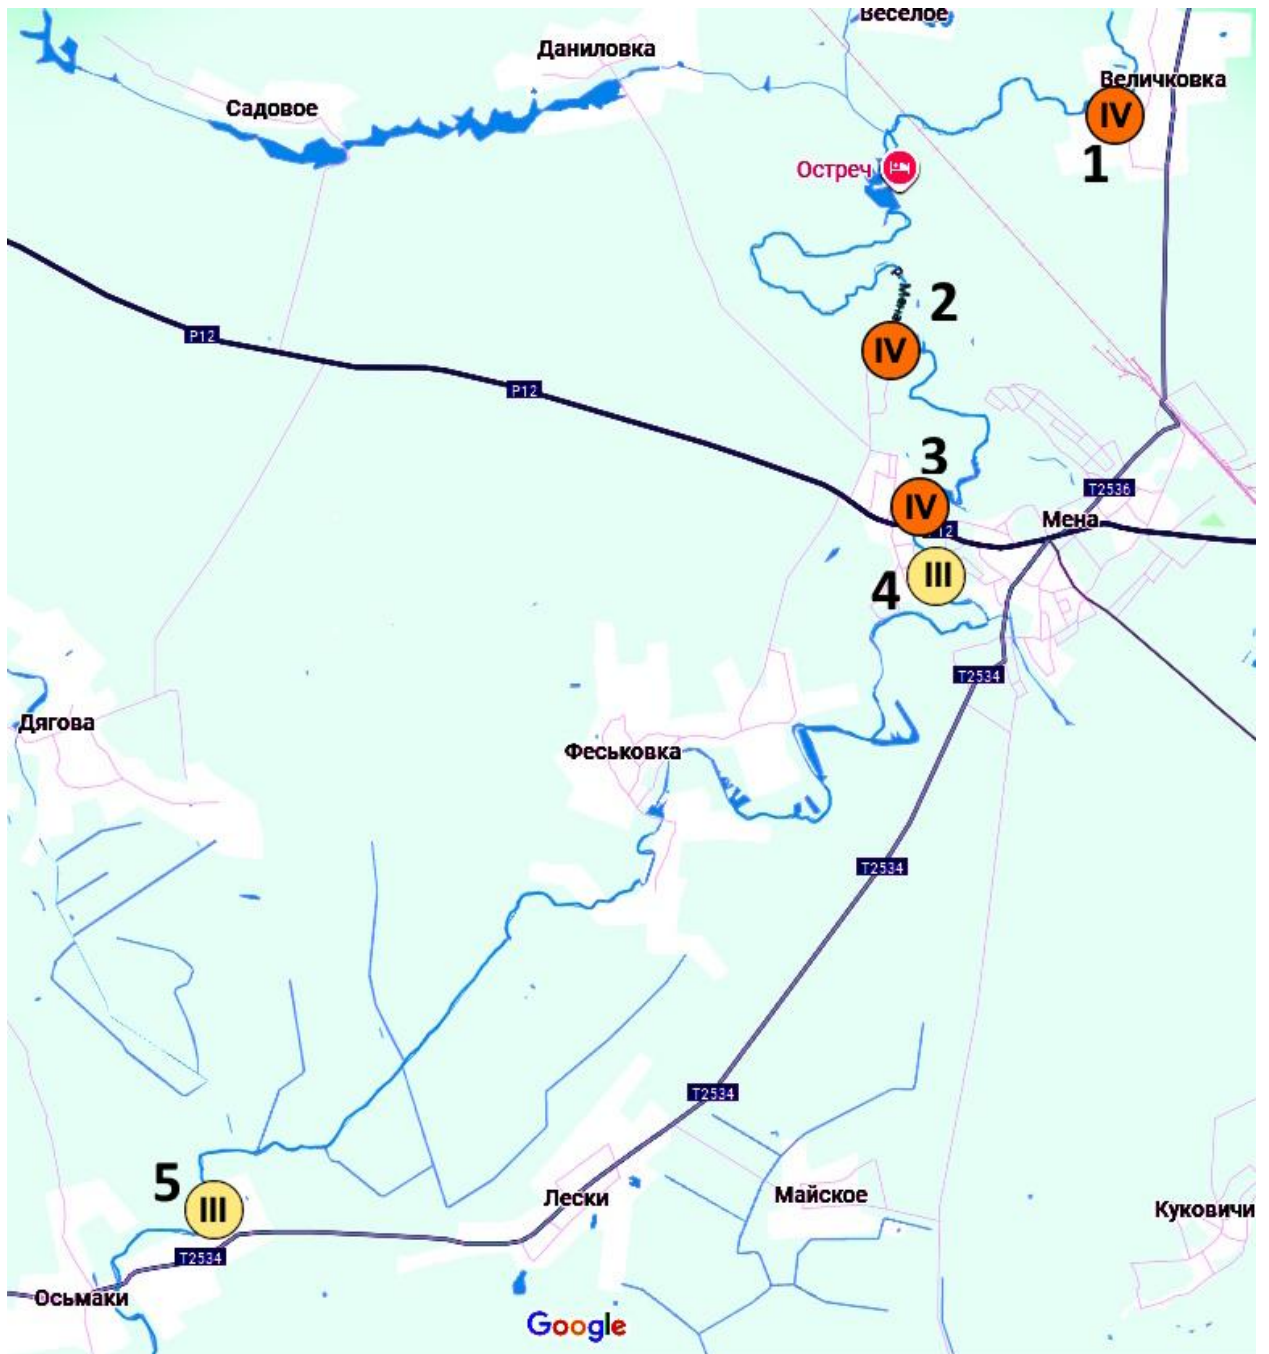 Веселое
Даниловка
Величковка
Садовое
IV
1
Остреч
р. Мена
2
P12
IV
P12
3
T2536
IV
Мена
P12
III
4
T2534
Дягова
Феськовка
T2534
T2534
5
III
Лески
Майское
Куковичи
T2534
Осьмаки
Google